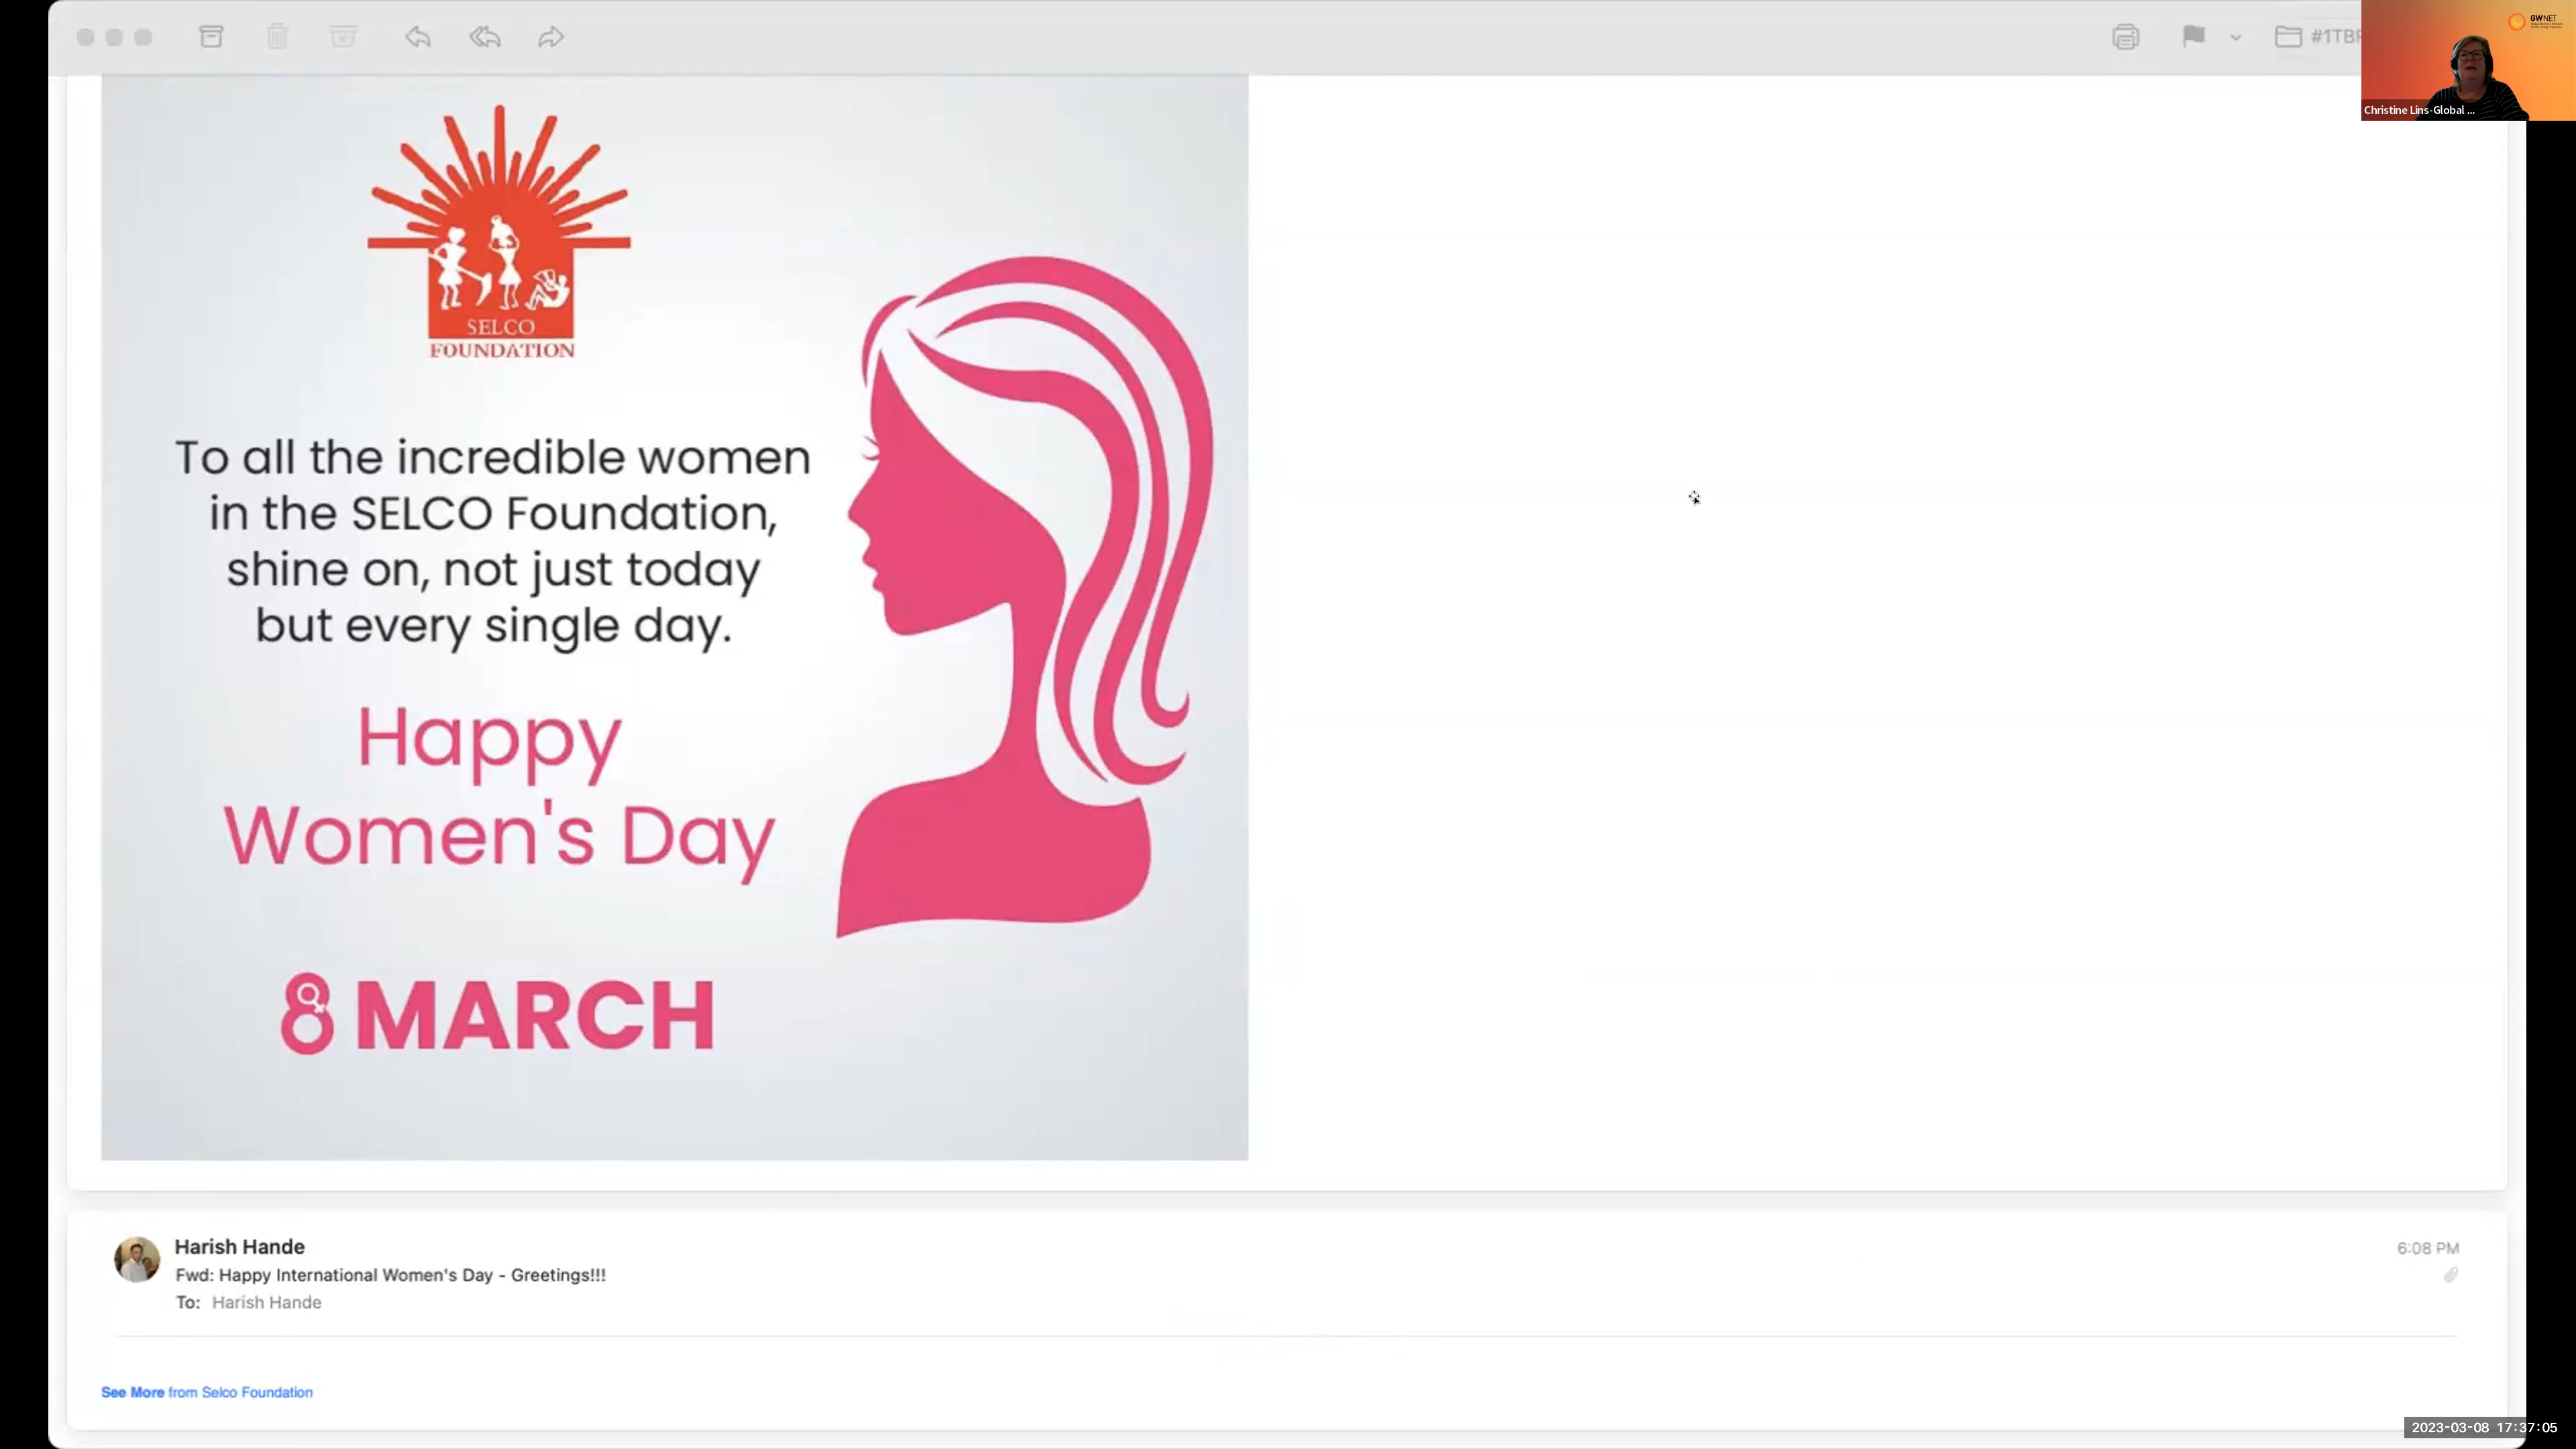 #1TBP
GWNET
Christine Lins-Global ...
SELCO
FOUNDATION
To all the incredible women
in the SELCO Foundation,
shine on, not just today
but every single day.
Happy
Women's Day
8 MARCH
Harish Hande
6:08 PM
Fwd: Happy International Women's Day - Greetings!!!
To: Harish Hande
See More from Selco Foundation
2023-03-08 17:37:05